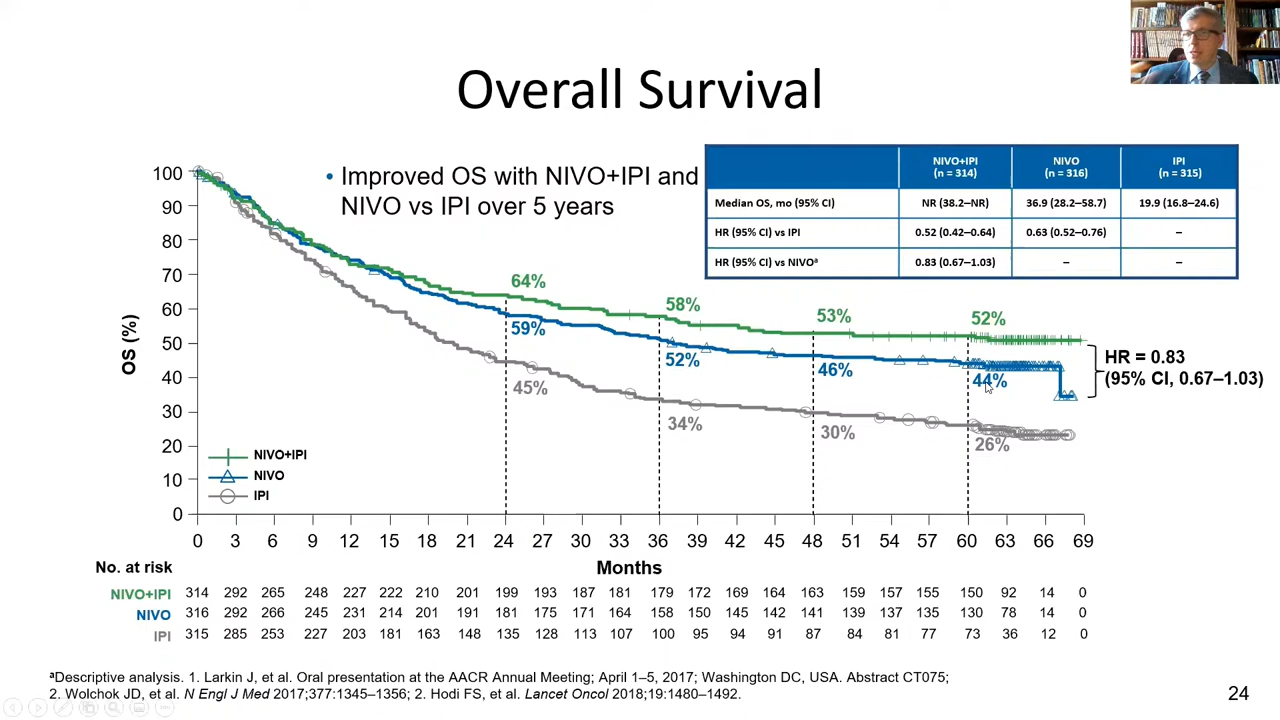 Overall Survival
• Improved OS with NIVO+IPI and
NIVO vs IPI over 5 years
NIVO+IPI (n = 314) NIVO (n = 316) IPI (n = 315)
Median OS, mo (95% CI) NR (38.2–NR) 36.9 (28.2–58.7) 19.9 (16.8–24.6)
HR (95% CI) vs IPI 0.52 (0.42–0.64) 0.63 (0.52–0.76) –
HR (95% CI) vs NIVOᵃ 0.83 (0.67–1.03) – –
OS (%)
100
90
80
70
60
50
40
30
20
10
0
64%
58%
53%
52%
59%
52%
46%
44%
45%
34%
30%
26%
HR = 0.83
(95% CI, 0.67–1.03)
NIVO+IPI
NIVO
IPI
0 3 6 9 12 15 18 21 24 27 30 33 36 39 42 45 48 51 54 57 60 63 66 69
Months
No. at risk
NIVO+IPI 314 292 265 248 227 222 210 201 199 193 187 181 179 172 169 164 163 159 157 155 150 92 14 0
NIVO 316 292 266 245 231 214 201 191 181 175 171 164 158 150 145 142 141 139 137 135 130 78 14 0
IPI 315 285 253 227 203 181 163 148 135 128 113 107 100 95 94 91 87 84 81 77 73 36 12 0
ᵃDescriptive analysis. 1. Larkin J, et al. Oral presentation at the AACR Annual Meeting; April 1–5, 2017; Washington DC, USA. Abstract CT075;
2. Wolchok JD, et al. N Engl J Med 2017;377:1345–1356; 2. Hodi FS, et al. Lancet Oncol 2018;19:1480–1492.
24